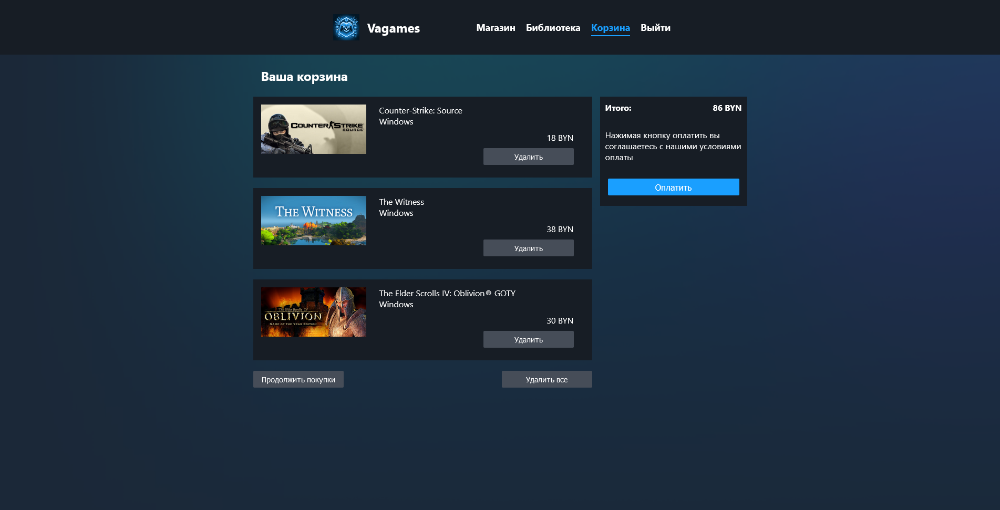 Vagames
Магазин Библиотека Корзина Выйти
Ваша корзина
COUNTER STRIKE
SOURCE
Counter-Strike: Source
Windows
18 BYN
Удалить
THE WITNESS
The Witness
Windows
38 BYN
Удалить
The Elder Scrolls IV
OBLIVION
GAME OF THE YEAR EDITION
The Elder Scrolls IV: Oblivion® GOTY
Windows
30 BYN
Удалить
Продолжить покупки
Удалить все
Итого: 86 BYN
Нажимая кнопку оплатить вы
соглашаетесь с нашими условиями
оплаты
Оплатить